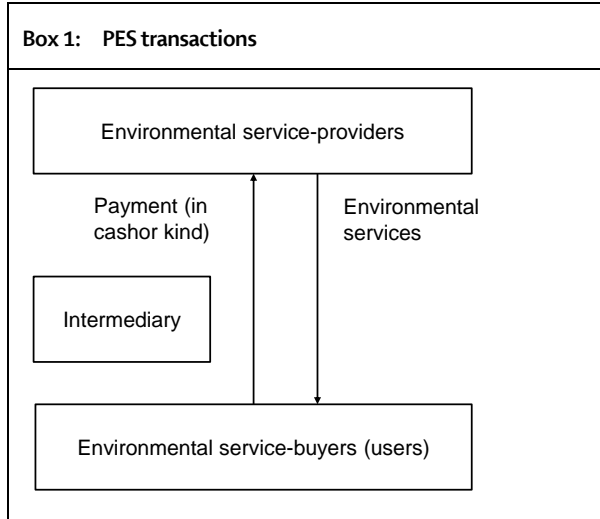 Box 1: PES transactions
Environmental service-providers
Payment (in
cashor kind)
Environmental
services
Intermediary
Environmental service-buyers (users)